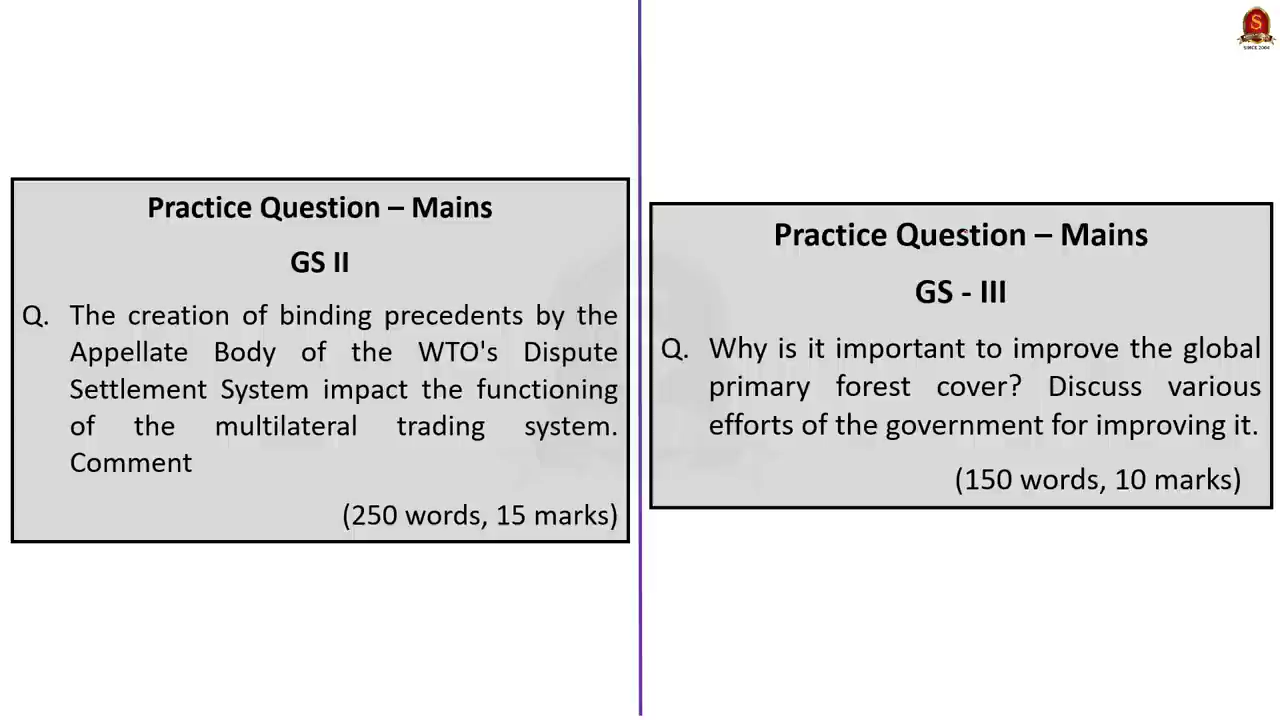 Practice Question – Mains
GS II
Q. The creation of binding precedents by the
Appellate Body of the WTO's Dispute
Settlement System impact the functioning
of the multilateral trading system.
Comment
(250 words, 15 marks)
Practice Question – Mains
GS - III
Q. Why is it important to improve the global
primary forest cover? Discuss various
efforts of the government for improving it.
(150 words, 10 marks)
S
SINCE 2004